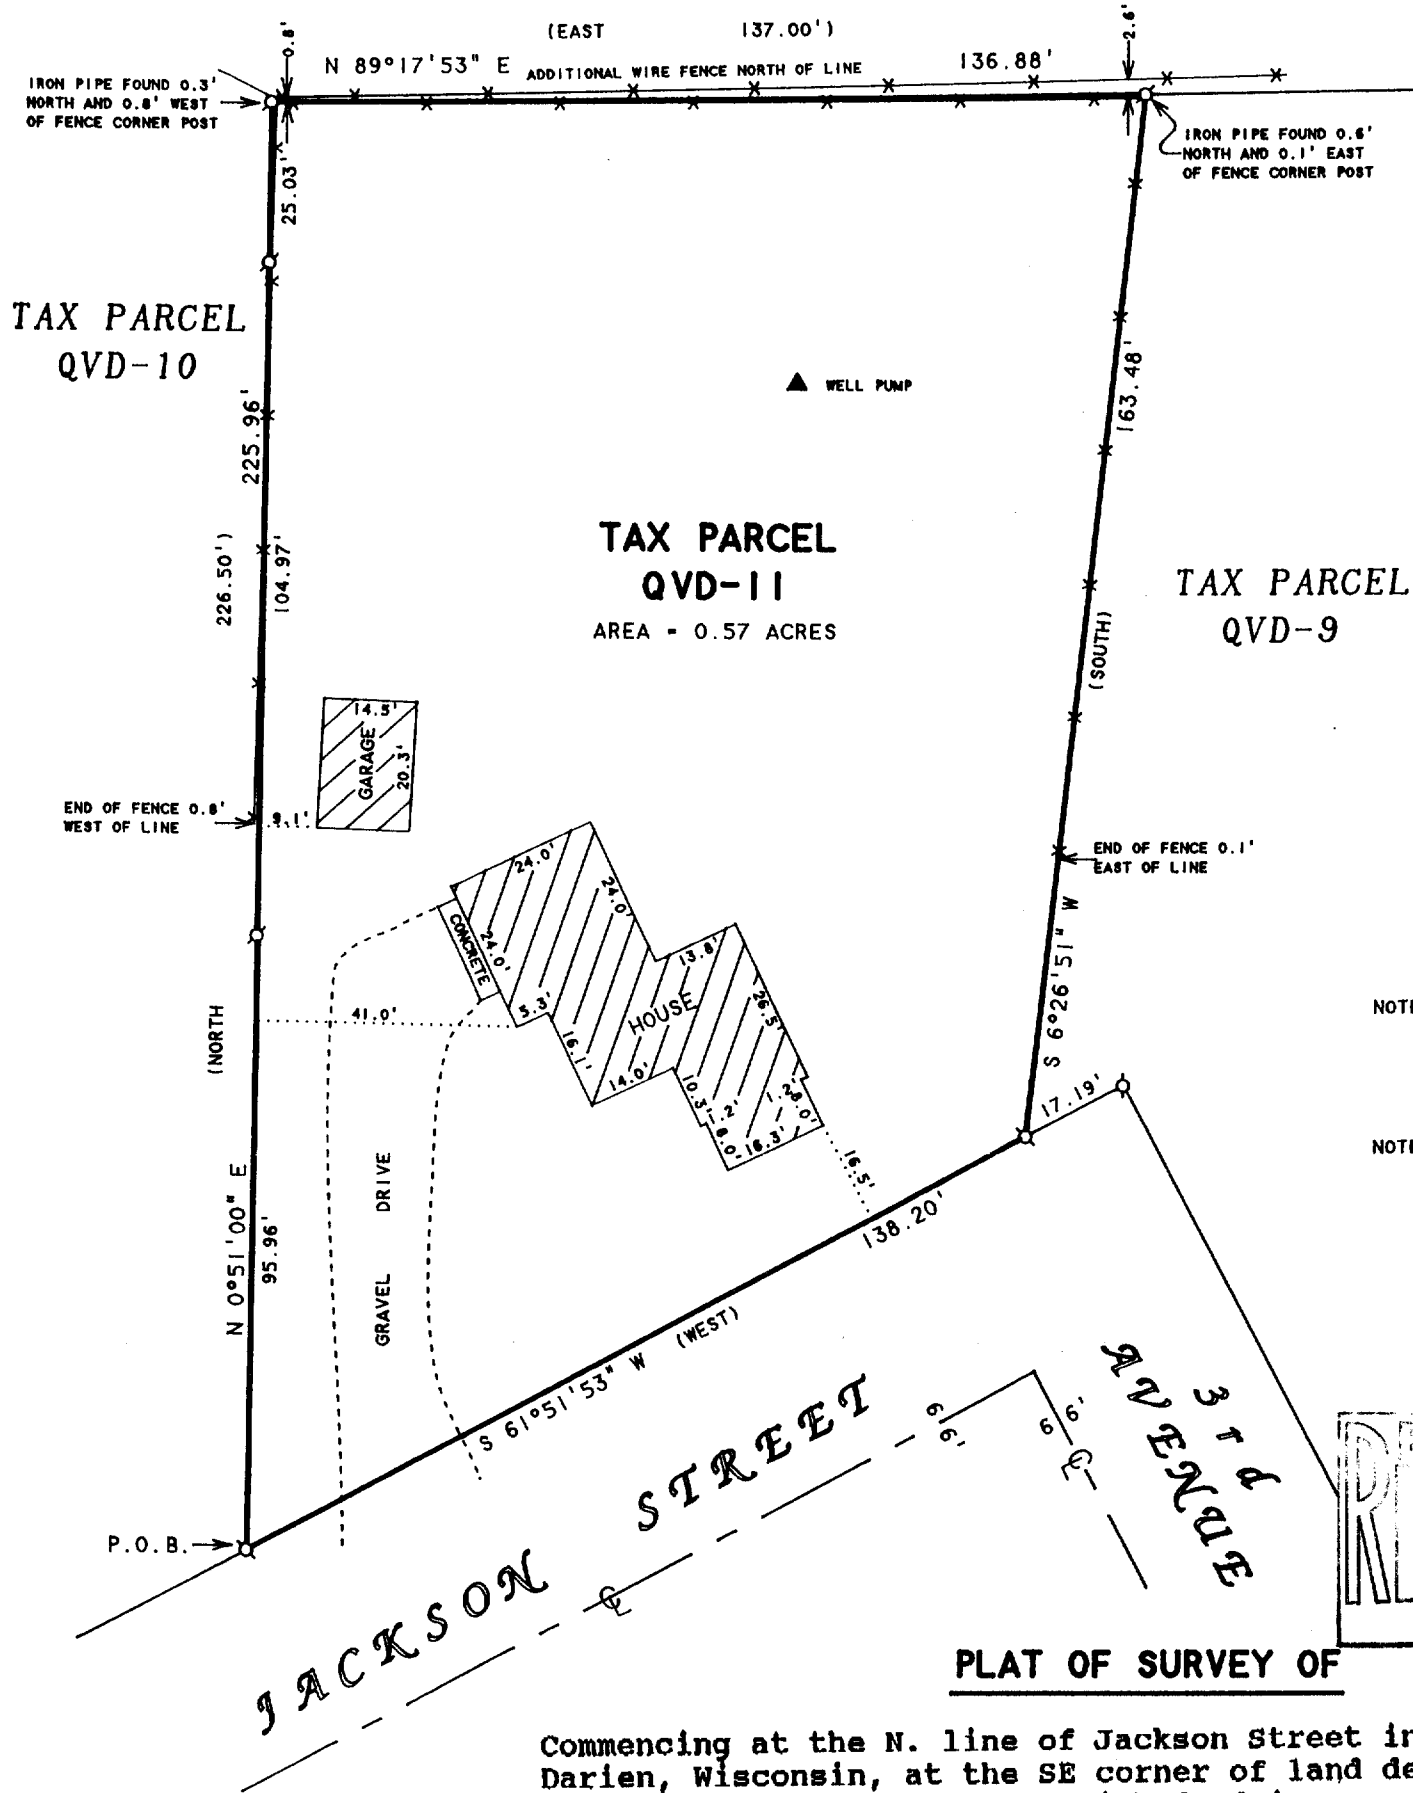 (EAST 137.00')
0.8'
2.6'
N 89°17'53" E
ADDITIONAL WIRE FENCE NORTH OF LINE
136.88'
IRON PIPE FOUND 0.3'
NORTH AND 0.8' WEST
OF FENCE CORNER POST
IRON PIPE FOUND 0.6'
NORTH AND 0.1' EAST
OF FENCE CORNER POST
25.03'
TAX PARCEL
QVD-10
225.96'
226.50')
104.97'
163.48'
WELL PUMP
TAX PARCEL
QVD-11
AREA = 0.57 ACRES
TAX PARCEL
QVD-9
(SOUTH)
14.5'
GARAGE
20.3'
END OF FENCE 0.8'
WEST OF LINE
9.1'
END OF FENCE 0.1'
EAST OF LINE
24.0'
24.0'
CONCRETE
24.0'
13.8'
5.3'
HOUSE
26.5'
41.0'
16.1'
14.0'
10.3'
1.2'
1.2'
8.0'
8.0'
16.3'
16.5'
S 6°26'51" W
17.19'
NOTE
NOTE
(NORTH
N 0°51'00" E
95.96'
GRAVEL DRIVE
138.20'
S 61°51'53" W (WEST)
JACKSON STREET
66'
66'
CL
3rd
AVENUE
P.O.B.
CL
PLAT OF SURVEY OF
Commencing at the N. line of Jackson Street in
Darien, Wisconsin, at the SE corner of land de